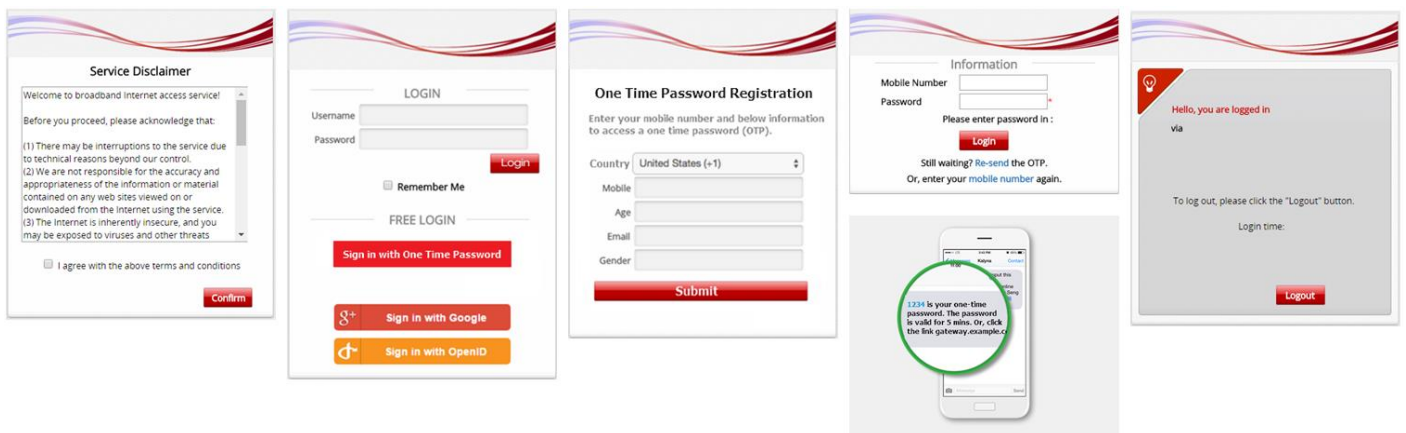 Service Disclaimer
Welcome to broadband Internet access service!
Before you proceed, please acknowledge that:
(1) There may be interruptions to the service due
to technical reasons beyond our control.
(2) We are not responsible for the accuracy and
appropriateness of the information or material
contained on any web sites viewed on or
downloaded from the Internet using the service.
(3) The Internet is inherently insecure, and you
may be exposed to viruses and other threats
I agree with the above terms and conditions
Confirm
LOGIN
Username
Password
Login
Remember Me
FREE LOGIN
Sign in with One Time Password
g+ Sign in with Google
Sign in with OpenID
One Time Password Registration
Enter your mobile number and below information
to access a one time password (OTP).
Country United States (+1)
Mobile
Age
Email
Gender
Submit
Information
Mobile Number
Password *
Please enter password in :
Login
Still waiting? Re-send the OTP.
Or, enter your mobile number again.
Contact
1234 is your one-time
password. The password
is valid for 5 mins. Or, click
the link gateway.example.c
Send
Hello, you are logged in
via
To log out, please click the "Logout" button.
Login time:
Logout